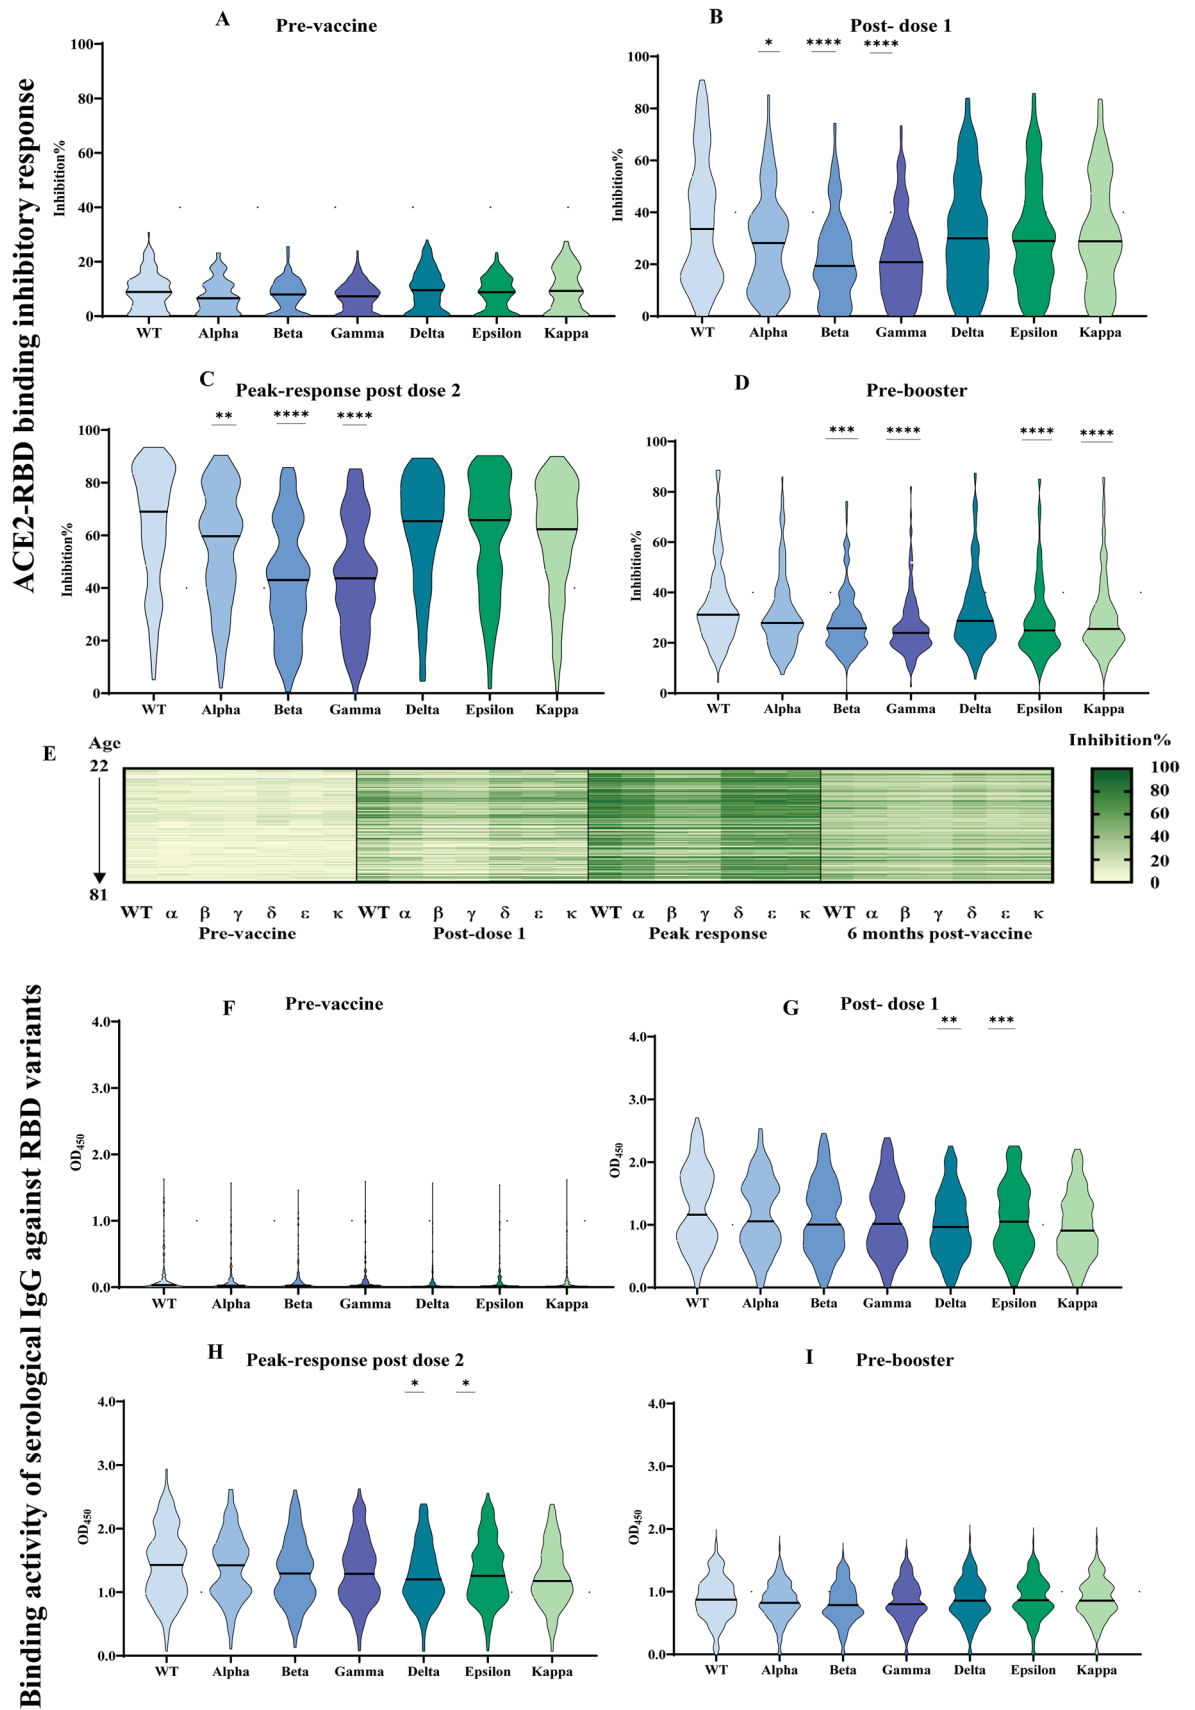 ACE2-RBD binding inhibitory response
A
Pre-vaccine
Inhibition%
100
80
60
40
20
0
WT Alpha Beta Gamma Delta Epsilon Kappa
B
Post- dose 1
* **** ****
Inhibition%
100
80
60
40
20
0
WT Alpha Beta Gamma Delta Epsilon Kappa
C
Peak-response post dose 2
** **** ****
Inhibition%
100
80
60
40
20
0
WT Alpha Beta Gamma Delta Epsilon Kappa
D
Pre-booster
*** **** **** ****
Inhibition%
100
80
60
40
20
0
WT Alpha Beta Gamma Delta Epsilon Kappa
E
Age
22
81
WT α β γ δ ε κ WT α β γ δ ε κ WT α β γ δ ε κ WT α β γ δ ε κ
Pre-vaccine Post-dose 1 Peak response 6 months post-vaccine
Inhibition%
100
80
60
40
20
0
Binding activity of serological IgG against RBD variants
F
Pre-vaccine
OD450
4.0
3.0
2.0
1.0
0.0
WT Alpha Beta Gamma Delta Epsilon Kappa
G
Post- dose 1
** ***
OD450
4.0
3.0
2.0
1.0
0.0
WT Alpha Beta Gamma Delta Epsilon Kappa
H
Peak-response post dose 2
* *
OD450
4.0
3.0
2.0
1.0
0.0
WT Alpha Beta Gamma Delta Epsilon Kappa
I
Pre-booster
OD450
4.0
3.0
2.0
1.0
0.0
WT Alpha Beta Gamma Delta Epsilon Kappa